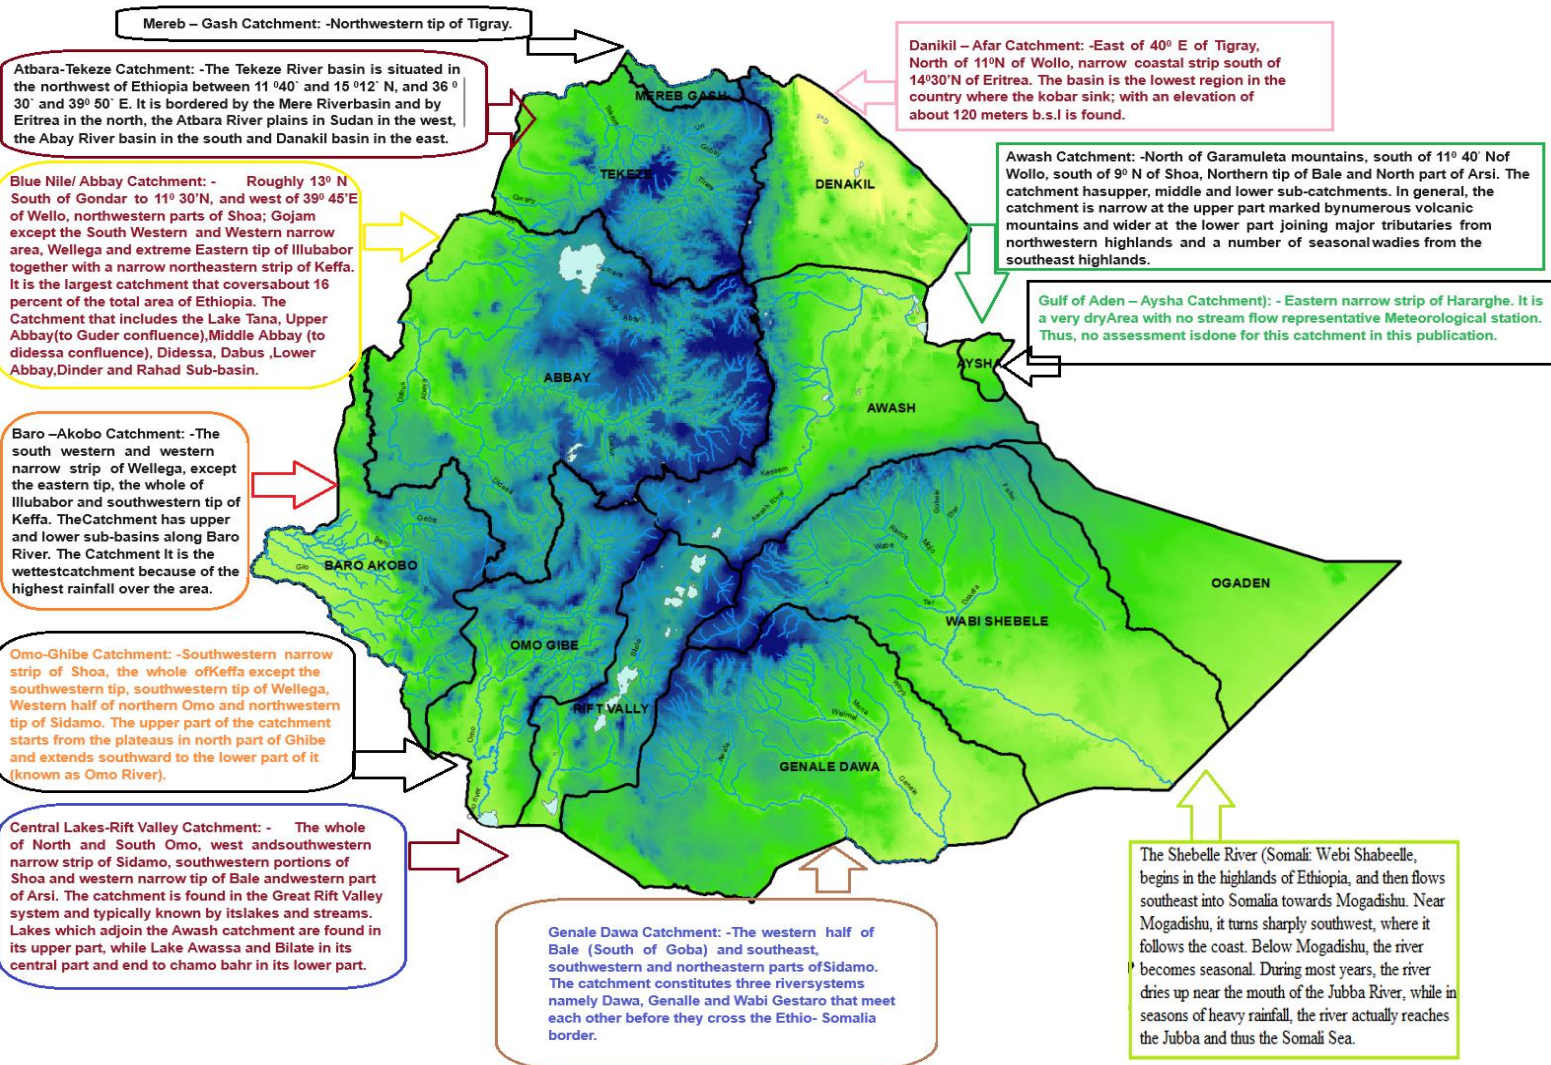 Mereb – Gash Catchment: -Northwestern tip of Tigray.
Atbara-Tekeze Catchment: -The Tekeze River basin is situated in
the northwest of Ethiopia between 11 ⁰40` and 15 ⁰12` N, and 36 ⁰
30` and 39⁰ 50` E. It is bordered by the Mere Riverbasin and by
Eritrea in the north, the Atbara River plains in Sudan in the west,
the Abay River basin in the south and Danakil basin in the east.
Blue Nile/ Abbay Catchment: - Roughly 13⁰ N
South of Gondar to 11⁰ 30'N, and west of 39⁰ 45'E
of Wello, northwestern parts of Shoa; Gojam
except the South Western and Western narrow
area, Wellega and extreme Eastern tip of Illubabor
together with a narrow northeastern strip of Keffa.
It is the largest catchment that coversabout 16
percent of the total area of Ethiopia. The
Catchment that includes the Lake Tana, Upper
Abbay(to Guder confluence),Middle Abbay (to
didessa confluence), Didessa, Dabus ,Lower
Abbay,Dinder and Rahad Sub-basin.
Baro –Akobo Catchment: -The
south western and western
narrow strip of Wellega, except
the eastern tip, the whole of
Illubabor and southwestern tip of
Keffa. TheCatchment has upper
and lower sub-basins along Baro
River. The Catchment It is the
wettestcatchment because of the
highest rainfall over the area.
Omo-Ghibe Catchment: -Southwestern narrow
strip of Shoa, the whole ofKeffa except the
southwestern tip, southwestern tip of Wellega,
Western half of northern Omo and northwestern
tip of Sidamo. The upper part of the catchment
starts from the plateaus in north part of Ghibe
and extends southward to the lower part of it
(known as Omo River).
Central Lakes-Rift Valley Catchment: - The whole
of North and South Omo, west andsouthwestern
narrow strip of Sidamo, southwestern portions of
Shoa and western narrow tip of Bale andwestern part
of Arsi. The catchment is found in the Great Rift Valley
system and typically known by itslakes and streams.
Lakes which adjoin the Awash catchment are found in
its upper part, while Lake Awassa and Bilate in its
central part and end to chamo bahr in its lower part.
Danikil – Afar Catchment: -East of 40⁰ E of Tigray,
North of 11⁰N of Wollo, narrow coastal strip south of
14⁰30'N of Eritrea. The basin is the lowest region in the
country where the kobar sink; with an elevation of
about 120 meters b.s.l is found.
Awash Catchment: -North of Garamuleta mountains, south of 11⁰ 40' Nof
Wollo, south of 9⁰ N of Shoa, Northern tip of Bale and North part of Arsi. The
catchment hasupper, middle and lower sub-catchments. In general, the
catchment is narrow at the upper part marked bynumerous volcanic
mountains and wider at the lower part joining major tributaries from
northwestern highlands and a number of seasonalwadies from the
southeast highlands.
Gulf of Aden – Aysha Catchment): - Eastern narrow strip of Hararghe. It is
a very dryArea with no stream flow representative Meteorological station.
Thus, no assessment isdone for this catchment in this publication.
MEREB GASH
TEKEZE
DENAKIL
ABBAY
AWASH
AYSHA
BARO AKOBO
OMO GIBE
RIFT VALLY
WABI SHEBELE
OGADEN
GENALE DAWA
Tekeze
Gobay
Tirare
Gumara
Abay
Dabus
Didessa
Geba
Gilo
Kessem
Awash River
Ramis
Wabe
Mojo
Gobele
Erer
Fafen
Dakata
Omo
Omo River
Bilate
Awata
Welmel
Mena
Weyb
Genale
Genale Dawa Catchment: -The western half of
Bale (South of Goba) and southeast,
southwestern and northeastern parts ofSidamo.
The catchment constitutes three riversystems
namely Dawa, Genalle and Wabi Gestaro that meet
each other before they cross the Ethio- Somalia
border.
The Shebelle River (Somali: Webi Shabeelle,
begins in the highlands of Ethiopia, and then flows
southeast into Somalia towards Mogadishu. Near
Mogadishu, it turns sharply southwest, where it
follows the coast. Below Mogadishu, the river
becomes seasonal. During most years, the river
dries up near the mouth of the Jubba River, while in
seasons of heavy rainfall, the river actually reaches
the Jubba and thus the Somali Sea.